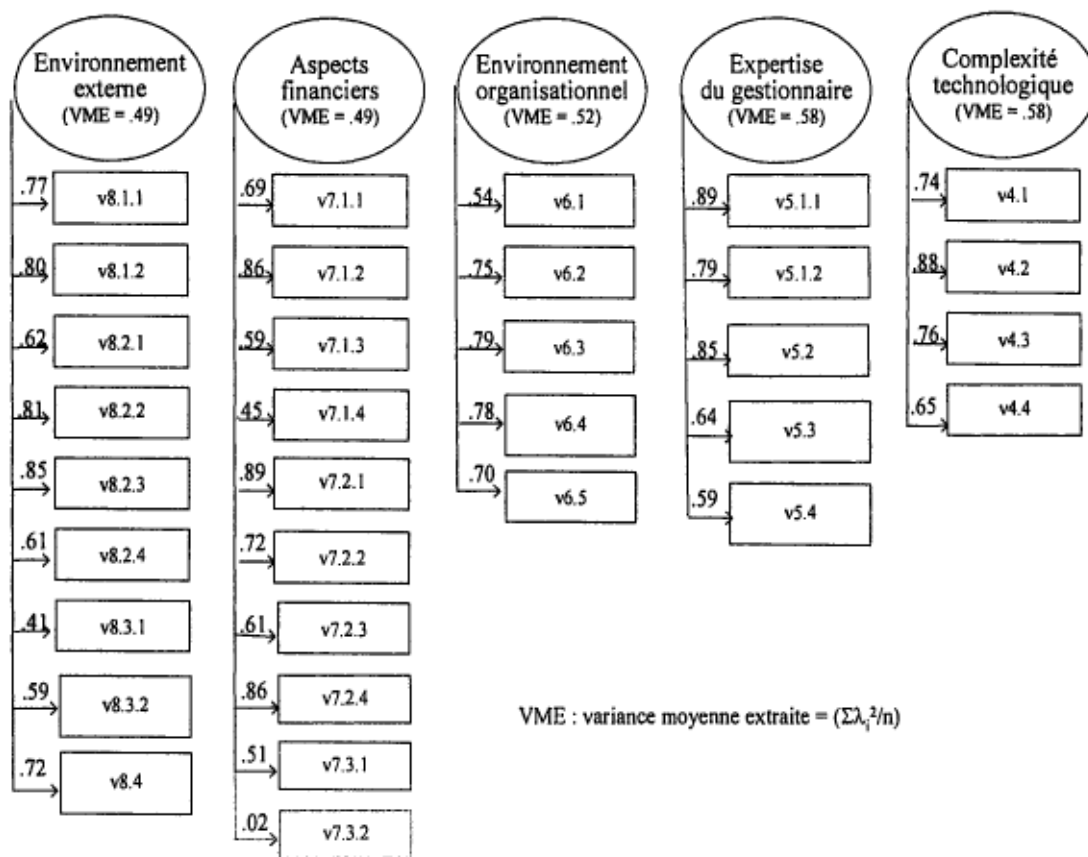 Environnement
externe
(VME = .49)
.77
v8.1.1
.80
v8.1.2
.62
v8.2.1
.81
v8.2.2
.85
v8.2.3
.61
v8.2.4
.41
v8.3.1
.59
v8.3.2
.72
v8.4
Aspects
financiers
(VME = .49)
.69
v7.1.1
.86
v7.1.2
.59
v7.1.3
.45
v7.1.4
.89
v7.2.1
.72
v7.2.2
.61
v7.2.3
.86
v7.2.4
.51
v7.3.1
.02
v7.3.2
Environnement
organisationnel
(VME = .52)
.54
v6.1
.75
v6.2
.79
v6.3
.78
v6.4
.70
v6.5
Expertise
du gestionnaire
(VME = .58)
.89
v5.1.1
.79
v5.1.2
.85
v5.2
.64
v5.3
.59
v5.4
Complexité
technologique
(VME = .58)
.74
v4.1
.88
v4.2
.76
v4.3
.65
v4.4
VME : variance moyenne extraite = (Σλᵢ²/n)